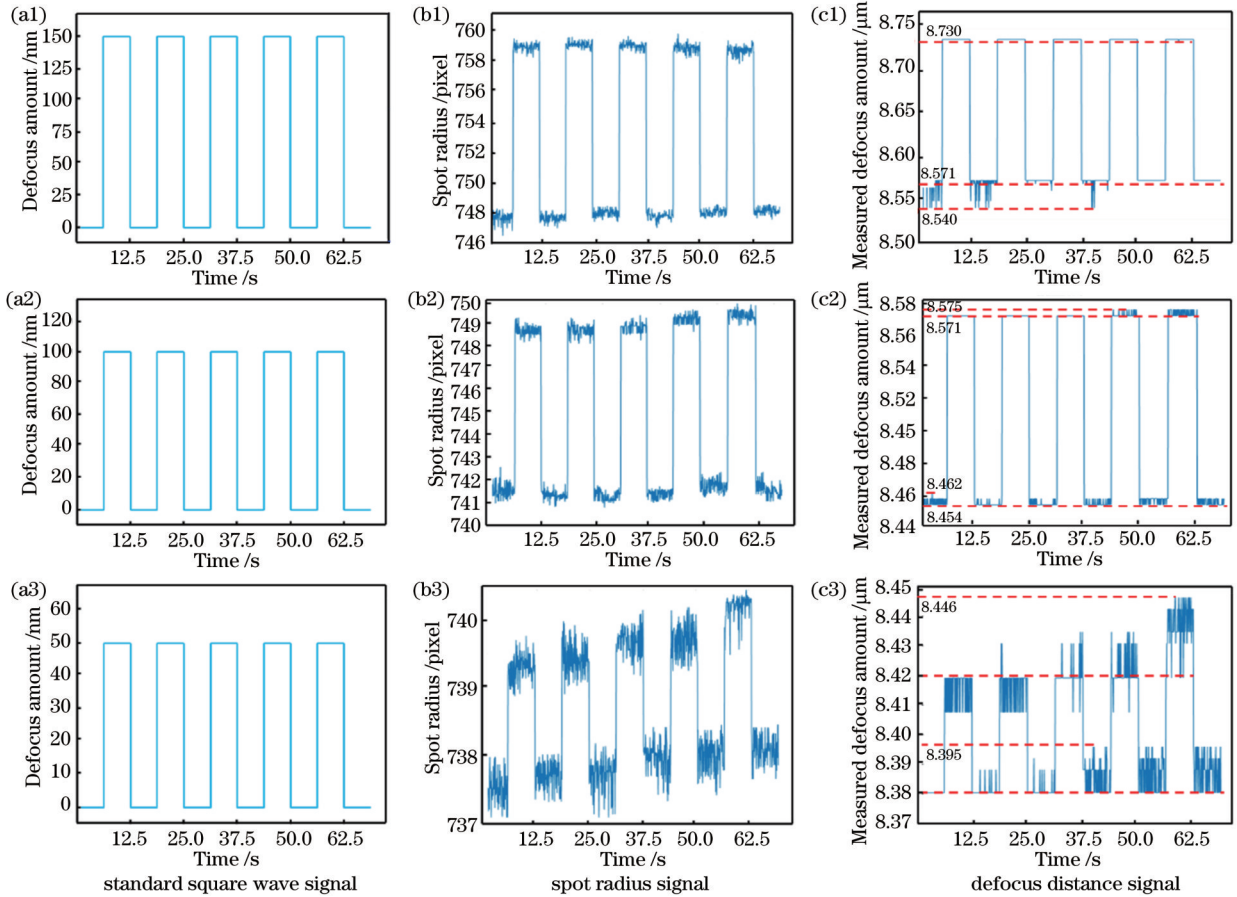 (a1)
Defocus amount /nm
150
125
100
75
50
25
0
12.5 25.0 37.5 50.0 62.5
Time /s
(b1)
Spot radius /pixel
760
758
756
754
752
750
748
746
12.5 25.0 37.5 50.0 62.5
Time /s
(c1)
Measured defocus amount /μm
8.75
8.70
8.65
8.60
8.55
8.50
8.730
8.571
8.540
12.5 25.0 37.5 50.0 62.5
Time /s
(a2)
Defocus amount /nm
120
100
80
60
40
20
0
12.5 25.0 37.5 50.0 62.5
Time /s
(b2)
Spot radius /pixel
750
749
748
747
746
745
744
743
742
741
740
12.5 25.0 37.5 50.0 62.5
Time /s
(c2)
Measured defocus amount /μm
8.58
8.56
8.54
8.52
8.45
8.48
8.46
8.44
8.575
8.571
8.462
8.454
12.5 25.0 37.5 50.0 62.5
Time /s
(a3)
Defocus amount /nm
60
50
40
30
20
10
0
12.5 25.0 37.5 50.0 62.5
Time /s
standard square wave signal
(b3)
Spot radius /pixel
740
739
738
737
12.5 25.0 37.5 50.0 62.5
Time /s
spot radius signal
(c3)
Measured defocus amount /μm
8.45
8.43
8.42
8.41
8.40
8.39
8.38
8.37
8.446
8.395
12.5 25.0 37.5 50.0 62.5
Time /s
defocus distance signal